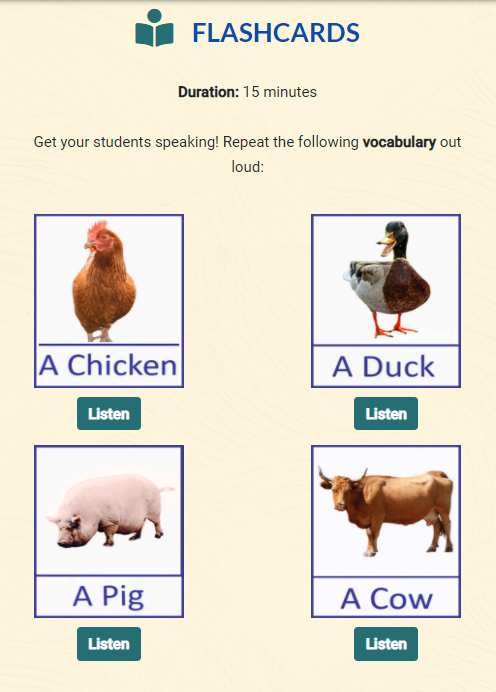 FLASHCARDS
Duration: 15 minutes
Get your students speaking! Repeat the following vocabulary out
loud:
A Chicken
A Duck
Listen
Listen
A Pig
A Cow
Listen
Listen